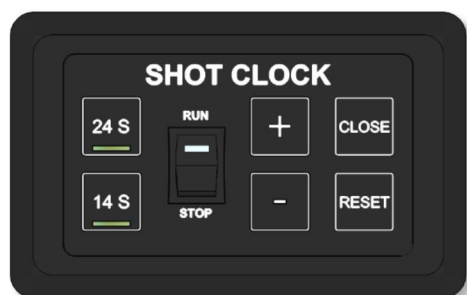 SHOT CLOCK
24 S
RUN
+
CLOSE
14 S
STOP
-
RESET